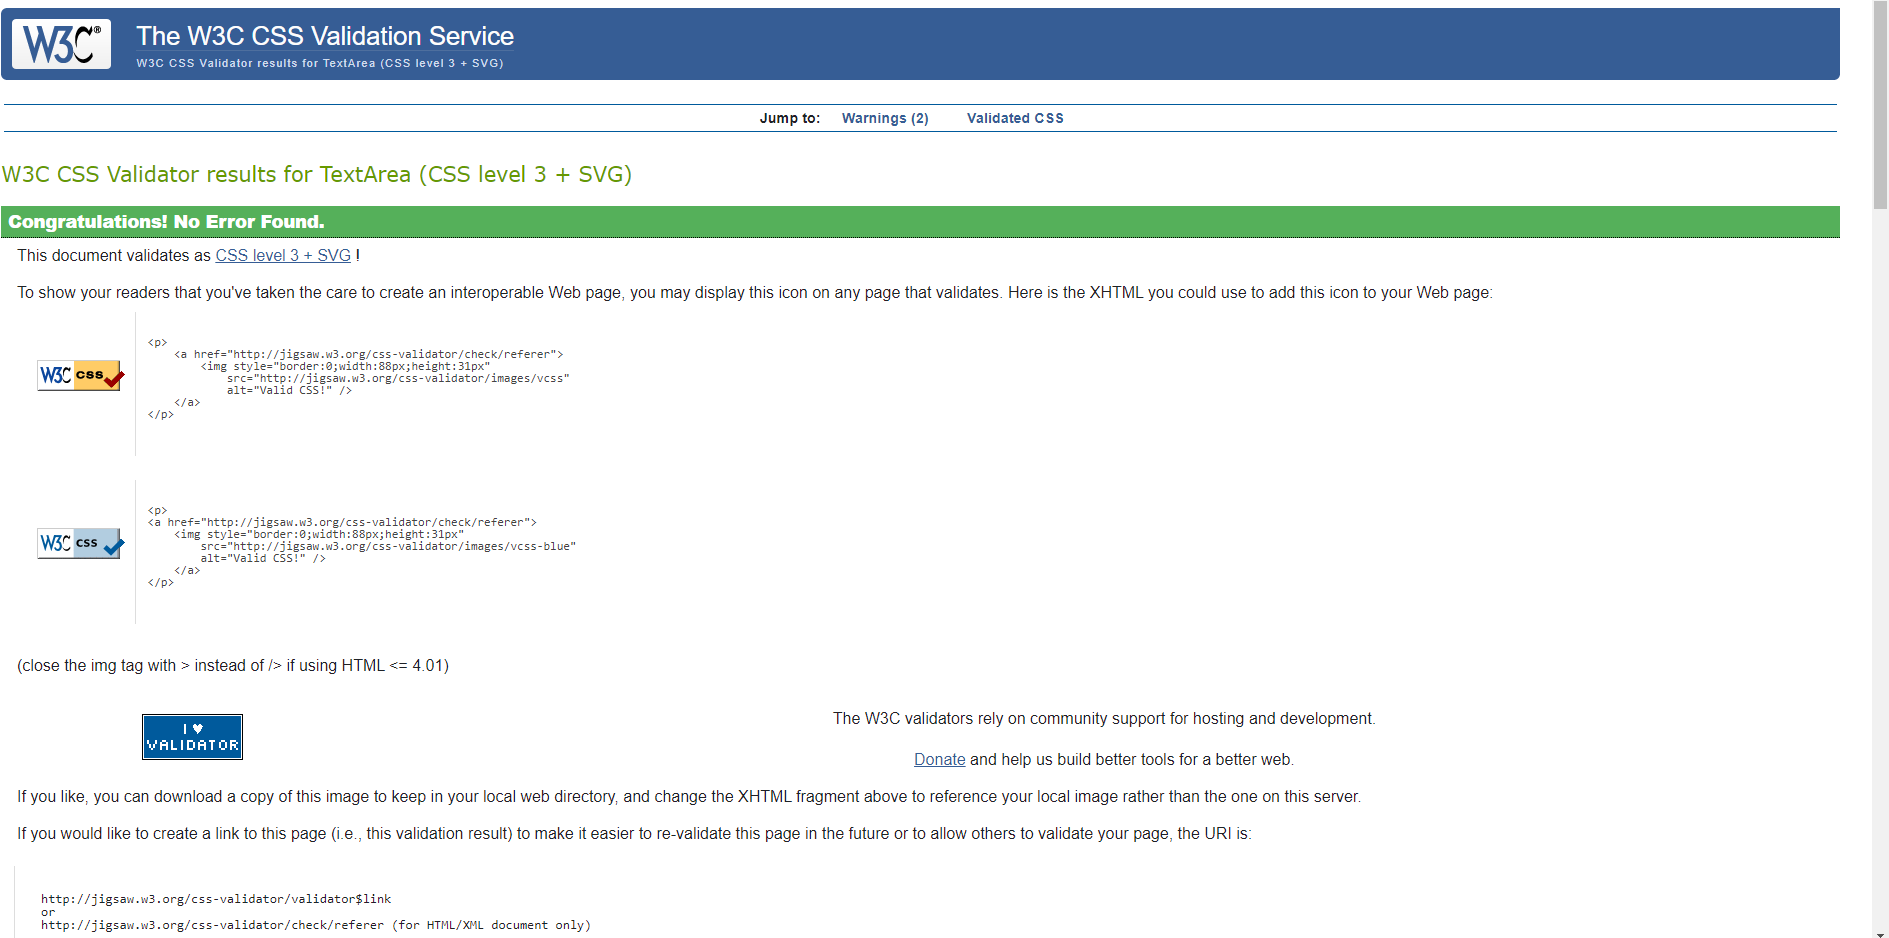 W3C®
The W3C CSS Validation Service
W3C CSS Validator results for TextArea (CSS level 3 + SVG)
Jump to: Warnings (2) Validated CSS
W3C CSS Validator results for TextArea (CSS level 3 + SVG)
Congratulations! No Error Found.
This document validates as CSS level 3 + SVG !
To show your readers that you've taken the care to create an interoperable Web page, you may display this icon on any page that validates. Here is the XHTML you could use to add this icon to your Web page:
W3C css
<p>
    <a href="http://jigsaw.w3.org/css-validator/check/referer">
        <img style="border:0;width:88px;height:31px"
            src="http://jigsaw.w3.org/css-validator/images/vcss"
            alt="Valid CSS!" />
    </a>
</p>
W3C css
<p>
<a href="http://jigsaw.w3.org/css-validator/check/referer">
    <img style="border:0;width:88px;height:31px"
        src="http://jigsaw.w3.org/css-validator/images/vcss-blue"
        alt="Valid CSS!" />
    </a>
</p>
(close the img tag with > instead of /> if using HTML <= 4.01)
I ♥
VALIDATOR
The W3C validators rely on community support for hosting and development.
Donate and help us build better tools for a better web.
If you like, you can download a copy of this image to keep in your local web directory, and change the XHTML fragment above to reference your local image rather than the one on this server.
If you would like to create a link to this page (i.e., this validation result) to make it easier to re-validate this page in the future or to allow others to validate your page, the URI is:
http://jigsaw.w3.org/css-validator/validator$link
or
http://jigsaw.w3.org/css-validator/check/referer (for HTML/XML document only)